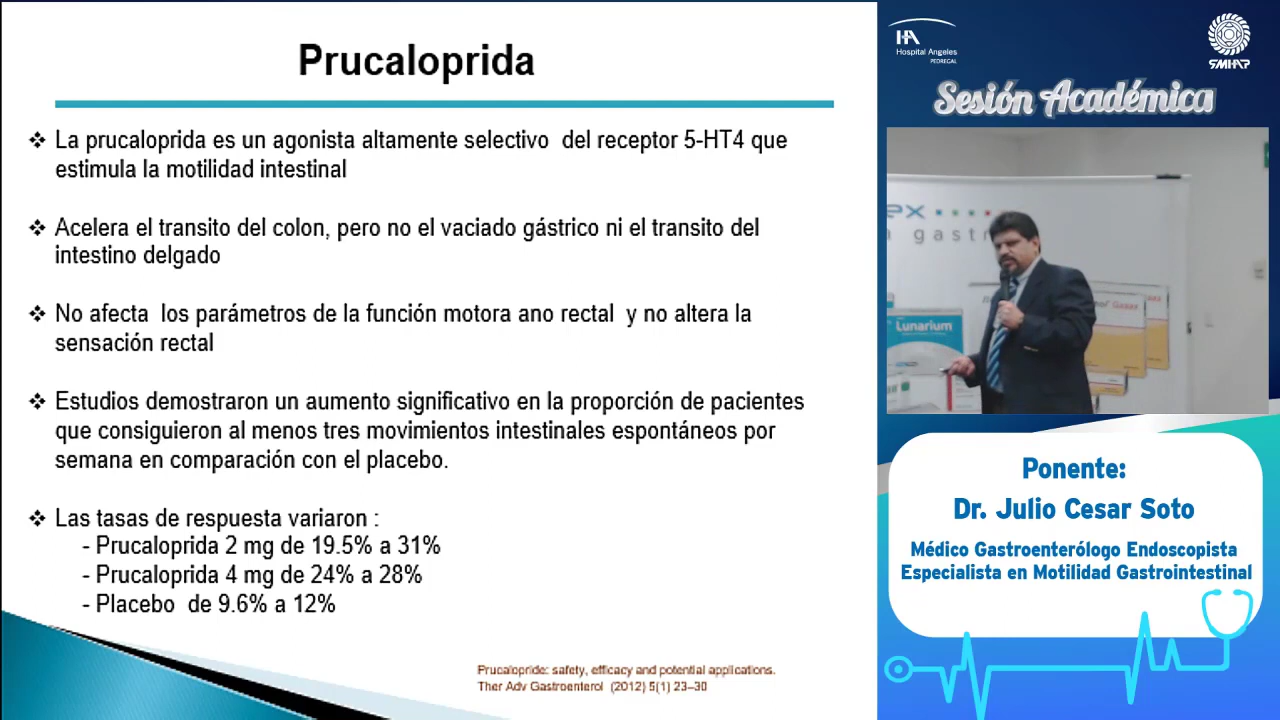 Prucaloprida
❖ La prucaloprida es un agonista altamente selectivo del receptor 5-HT4 que
estimula la motilidad intestinal
❖ Acelera el transito del colon, pero no el vaciado gástrico ni el transito del
intestino delgado
❖ No afecta los parámetros de la función motora ano rectal y no altera la
sensación rectal
❖ Estudios demostraron un aumento significativo en la proporción de pacientes
que consiguieron al menos tres movimientos intestinales espontáneos por
semana en comparación con el placebo.
❖ Las tasas de respuesta variaron :
- Prucaloprida 2 mg de 19.5% a 31%
- Prucaloprida 4 mg de 24% a 28%
- Placebo de 9.6% a 12%
Prucalopride: safety, efficacy and potential applications.
Ther Adv Gastroenterol (2012) 5(1) 23–30
HA
Hospital Angeles
PEDREGAL
SMHAP
Sesión Académica
ex
a gast
Lunarium
Gasas
Ponente:
Dr. Julio Cesar Soto
Médico Gastroenterólogo Endoscopista
Especialista en Motilidad Gastrointestinal